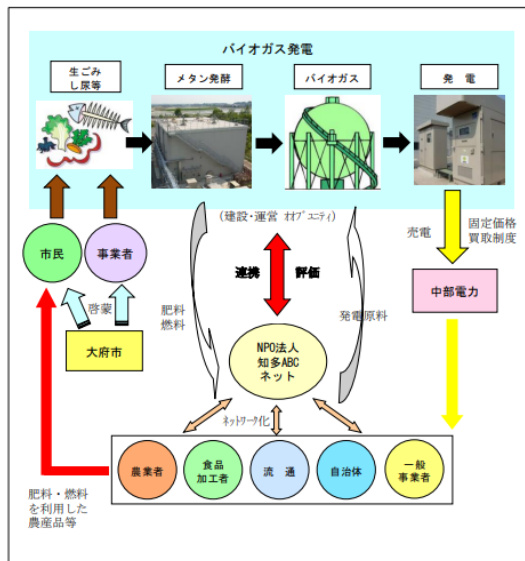 バイオガス発電
生ごみ
し尿等
メタン発酵
バイオガス
発　電
(建設・運営 オオブエナジー)
売電
固定価格
買取制度
市民
事業者
連携
評価
肥料
燃料
発電原料
中部電力
啓蒙
大府市
NPO法人
知多ABC
ネット
ネットワーク化
農業者
食品
加工者
流　通
自治体
一般
事業者
肥料・燃料
を利用した
農産品等